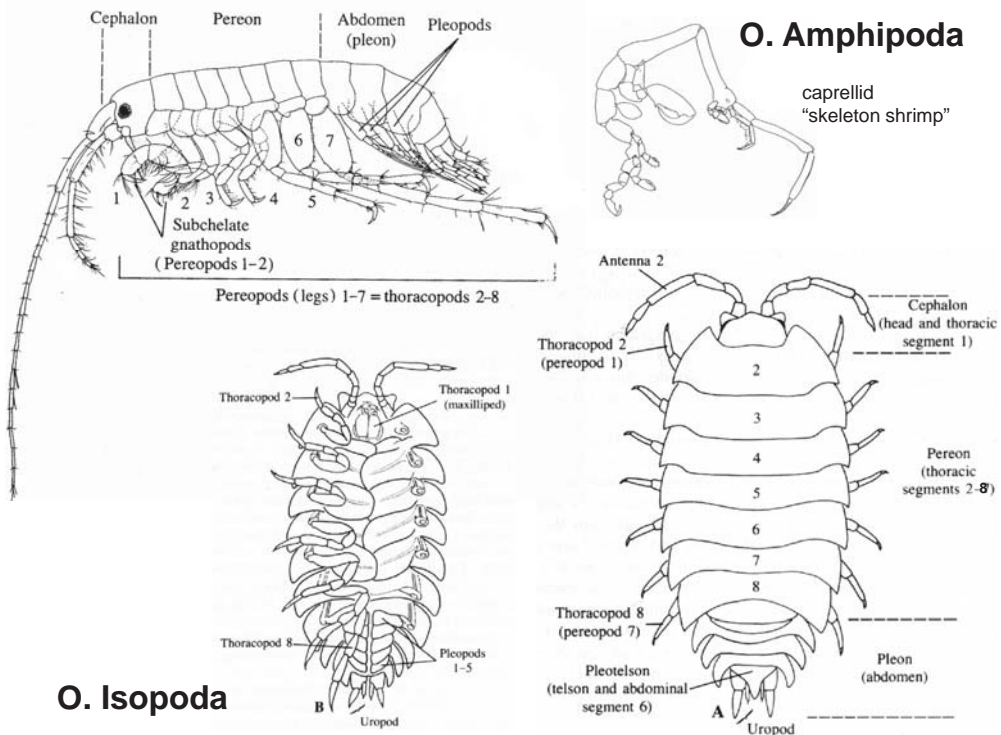 Cephalon
Pereon
Abdomen
(pleon)
Pleopods
6
7
1
2
3
4
5
Subchelate
gnathopods
(Pereopods 1–2)
Pereopods (legs) 1–7 = thoracopods 2–8
O. Amphipoda
caprellid
“skeleton shrimp”
Thoracopod 2
Thoracopod 1
(maxilliped)
Thoracopod 8
Pleopods
1–5
B
Uropod
O. Isopoda
Antenna 2
Cephalon
(head and thoracic
segment 1)
Thoracopod 2
(pereopod 1)
2
3
4
5
6
7
8
Pereon
(thoracic
segments 2–8)
Thoracopod 8
(pereopod 7)
Pleotelson
(telson and abdominal
segment 6)
Pleon
(abdomen)
A
Uropod